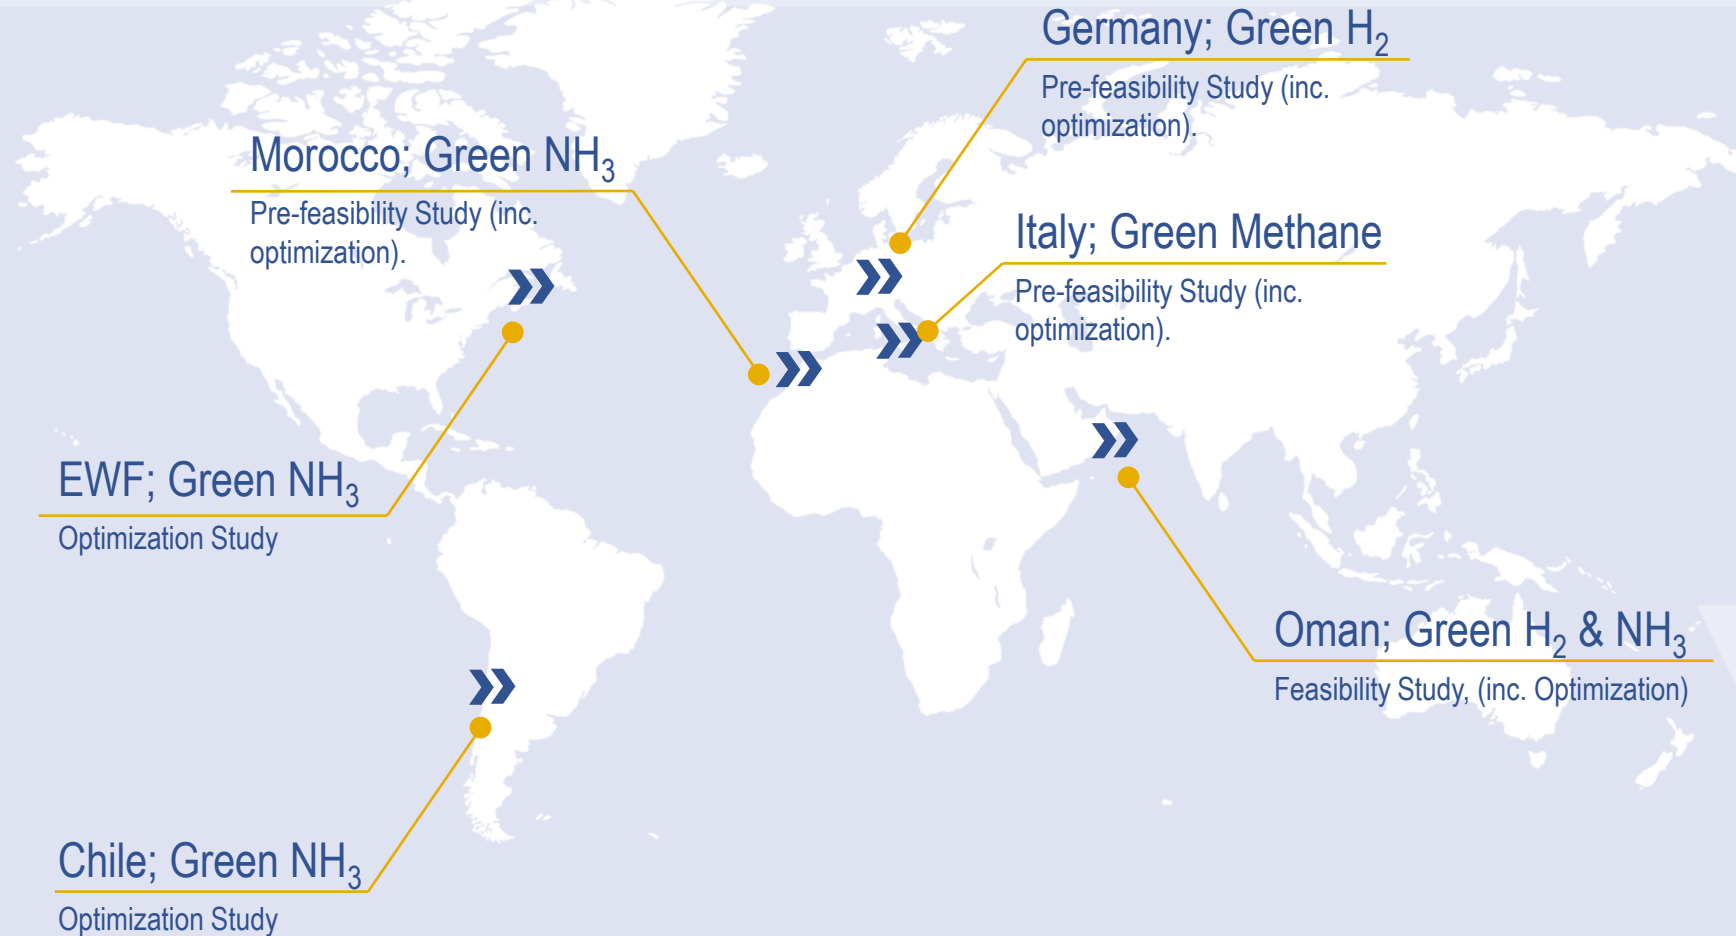 Germany; Green H₂
Pre-feasibility Study (inc.
optimization).
Morocco; Green NH₃
Pre-feasibility Study (inc.
optimization).
Italy; Green Methane
Pre-feasibility Study (inc.
optimization).
EWF; Green NH₃
Optimization Study
Oman; Green H₂ & NH₃
Feasibility Study, (inc. Optimization)
Chile; Green NH₃
Optimization Study